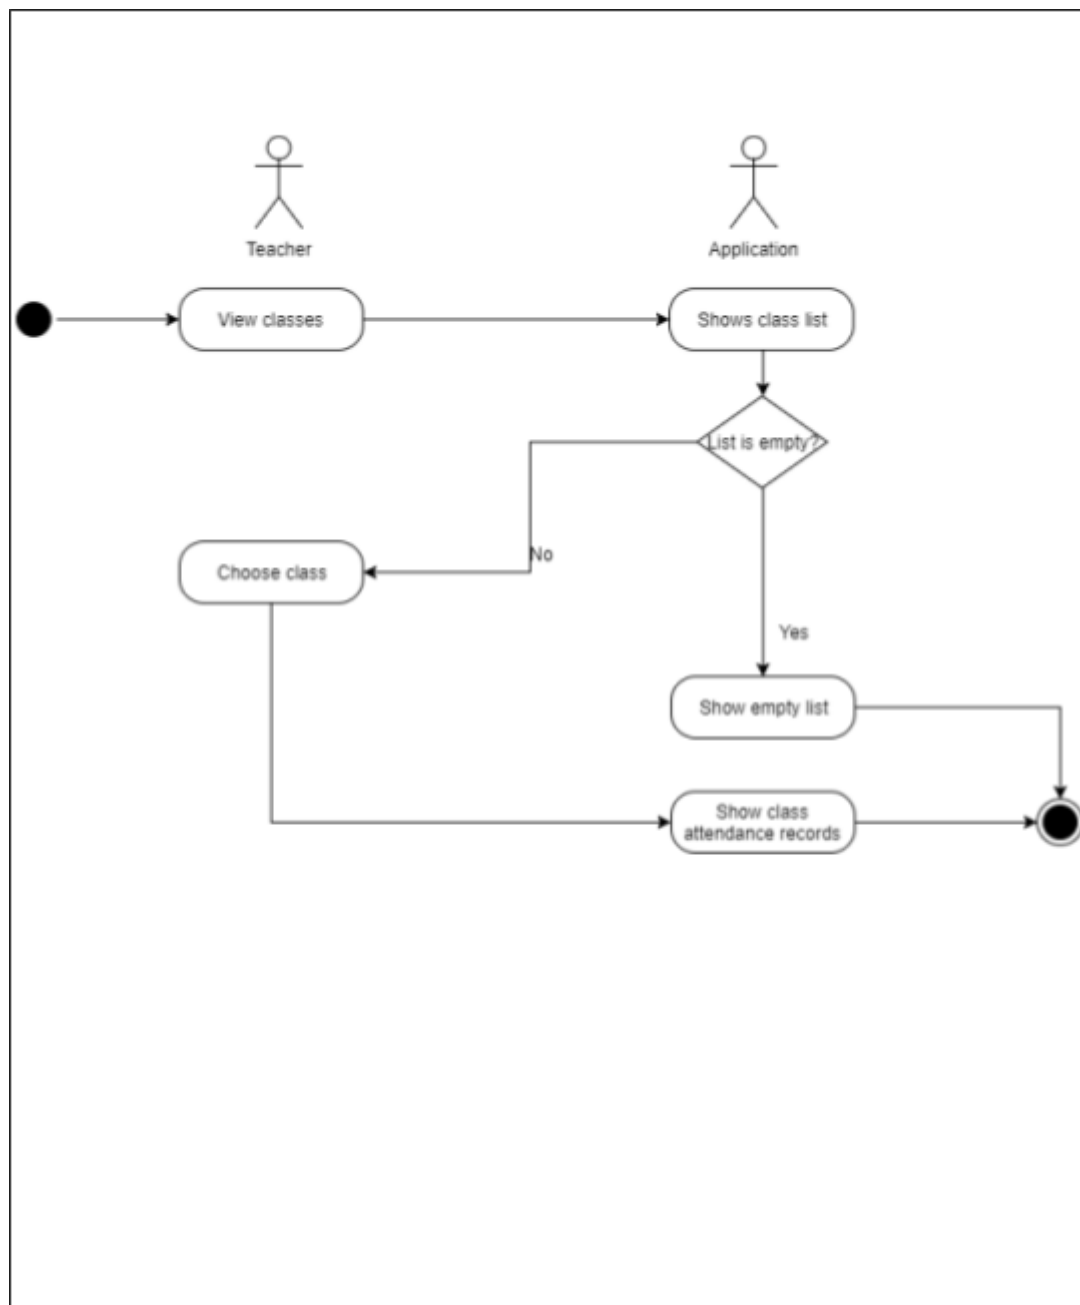 Teacher
Application
View classes
Shows class list
List is empty?
No
Choose class
Yes
Show empty list
Show class
attendance records